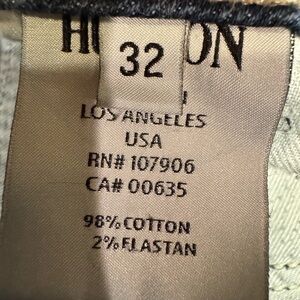 32
LOS ANGELES
USA
RN# 107906
CA# 00635
98% COTTON
2% ELASTAN